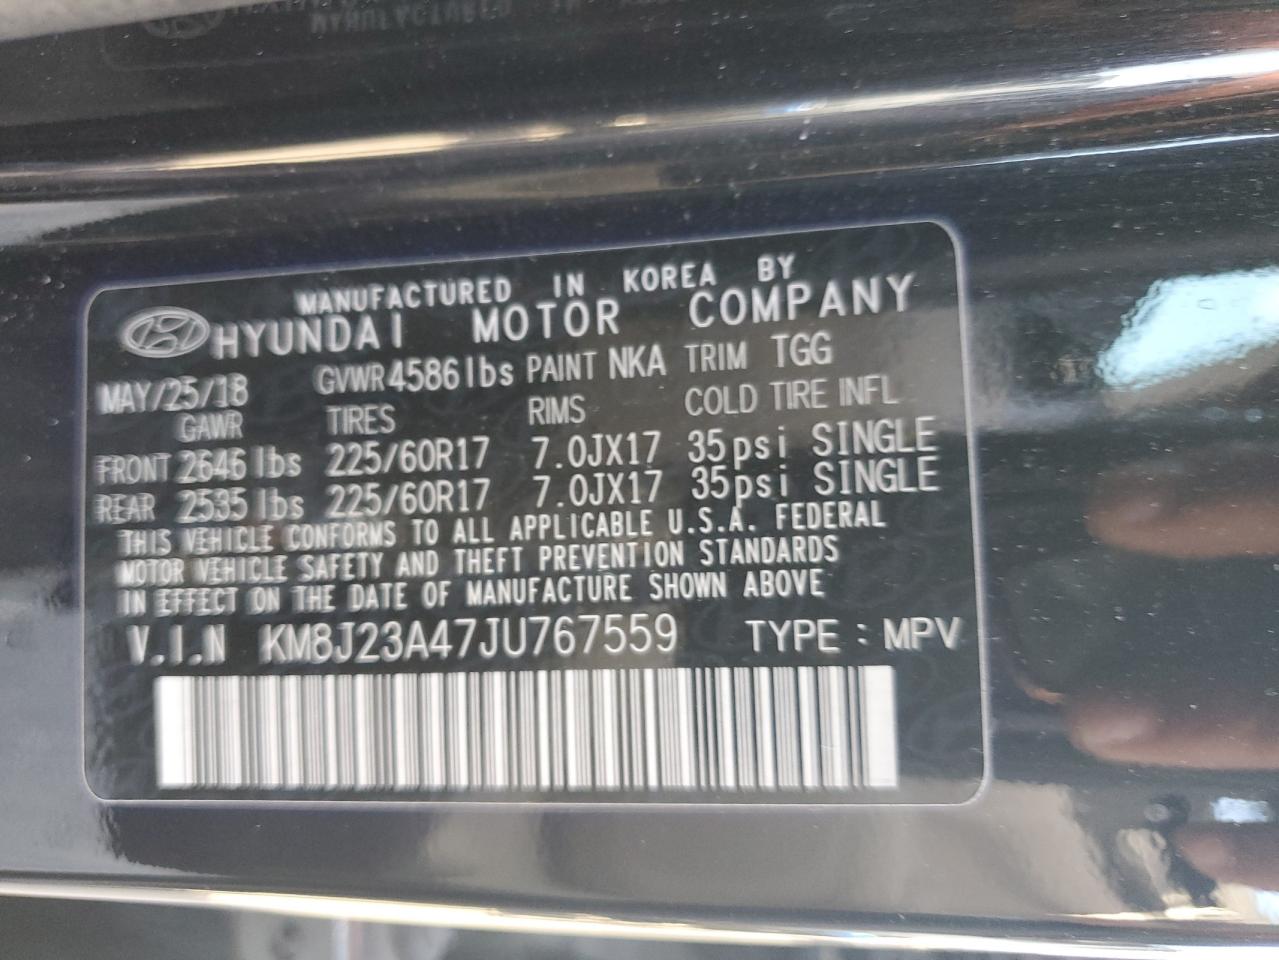 MANUFACTURED IN KOREA BY
HYUNDAI MOTOR COMPANY
MAY/25/18 GVWR 4586 lbs PAINT NKA TRIM TGG
GAWR TIRES RIMS COLD TIRE INFL
FRONT 2646 lbs 225/60R17 7.0JX17 35psi SINGLE
REAR 2535 lbs 225/60R17 7.0JX17 35psi SINGLE
THIS VEHICLE CONFORMS TO ALL APPLICABLE U.S.A. FEDERAL
MOTOR VEHICLE SAFETY AND THEFT PREVENTION STANDARDS
IN EFFECT ON THE DATE OF MANUFACTURE SHOWN ABOVE
V.I.N KM8J23A47JU767559 TYPE : MPV